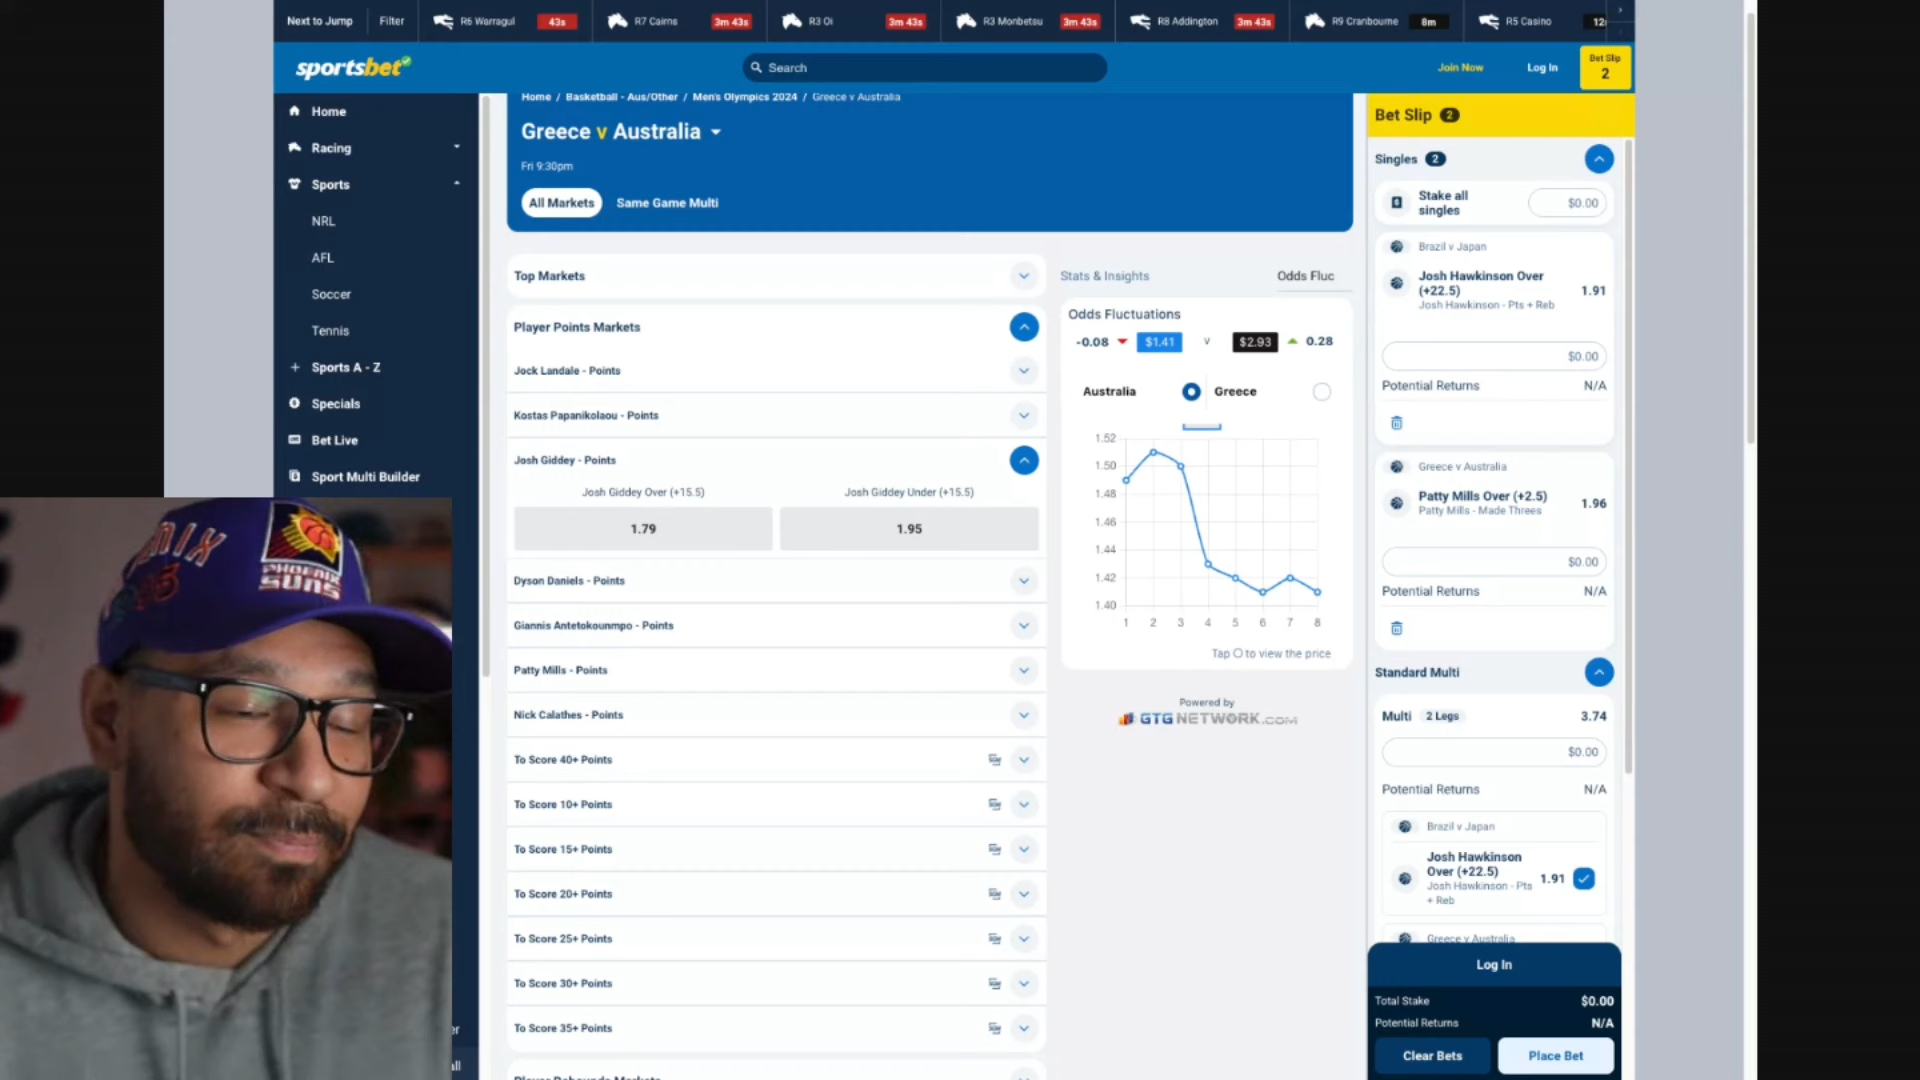 Next to Jump
Filter
R6 Warragul 43s
R7 Cairns 3m 43s
R3 Oi 3m 43s
R3 Monbetsu 3m 43s
R8 Addington 3m 43s
R9 Cranbourne 8m
R5 Casino
sportsbet
Search
Join Now
Log In
Bet Slip
2
Home
Racing
Sports
NRL
AFL
Soccer
Tennis
Sports A - Z
Specials
Bet Live
Sport Multi Builder
Home / Basketball - Aus/Other / Men's Olympics 2024 / Greece v Australia
Greece v Australia
Fri 9:30pm
All Markets
Same Game Multi
Top Markets
Player Points Markets
Jock Landale - Points
Kostas Papanikolaou - Points
Josh Giddey - Points
Josh Giddey Over (+15.5)
Josh Giddey Under (+15.5)
1.79
1.95
Dyson Daniels - Points
Giannis Antetokounmpo - Points
Patty Mills - Points
Nick Calathes - Points
To Score 40+ Points
To Score 10+ Points
To Score 15+ Points
To Score 20+ Points
To Score 25+ Points
To Score 30+ Points
To Score 35+ Points
Stats & Insights
Odds Fluc
Odds Fluctuations
-0.08 $1.41 v $2.93 0.28
Australia
Greece
1.52
1.50
1.48
1.46
1.44
1.42
1.40
1 2 3 4 5 6 7 8
Tap O to view the price
Powered by
GTG NETWORK.COM
Bet Slip 2
Singles 2
Stake all
singles
$0.00
Brazil v Japan
Josh Hawkinson Over
(+22.5)
1.91
Josh Hawkinson - Pts + Reb
$0.00
Potential Returns N/A
Greece v Australia
Patty Mills Over (+2.5)
1.96
Patty Mills - Made Threes
$0.00
Potential Returns N/A
Standard Multi
Multi 2 Legs 3.74
$0.00
Potential Returns N/A
Brazil v Japan
Josh Hawkinson
Over (+22.5)
1.91
Josh Hawkinson - Pts
+ Reb
Greece v Australia
Log In
Total Stake $0.00
Potential Returns N/A
Clear Bets
Place Bet
PHOENIX
SUNS